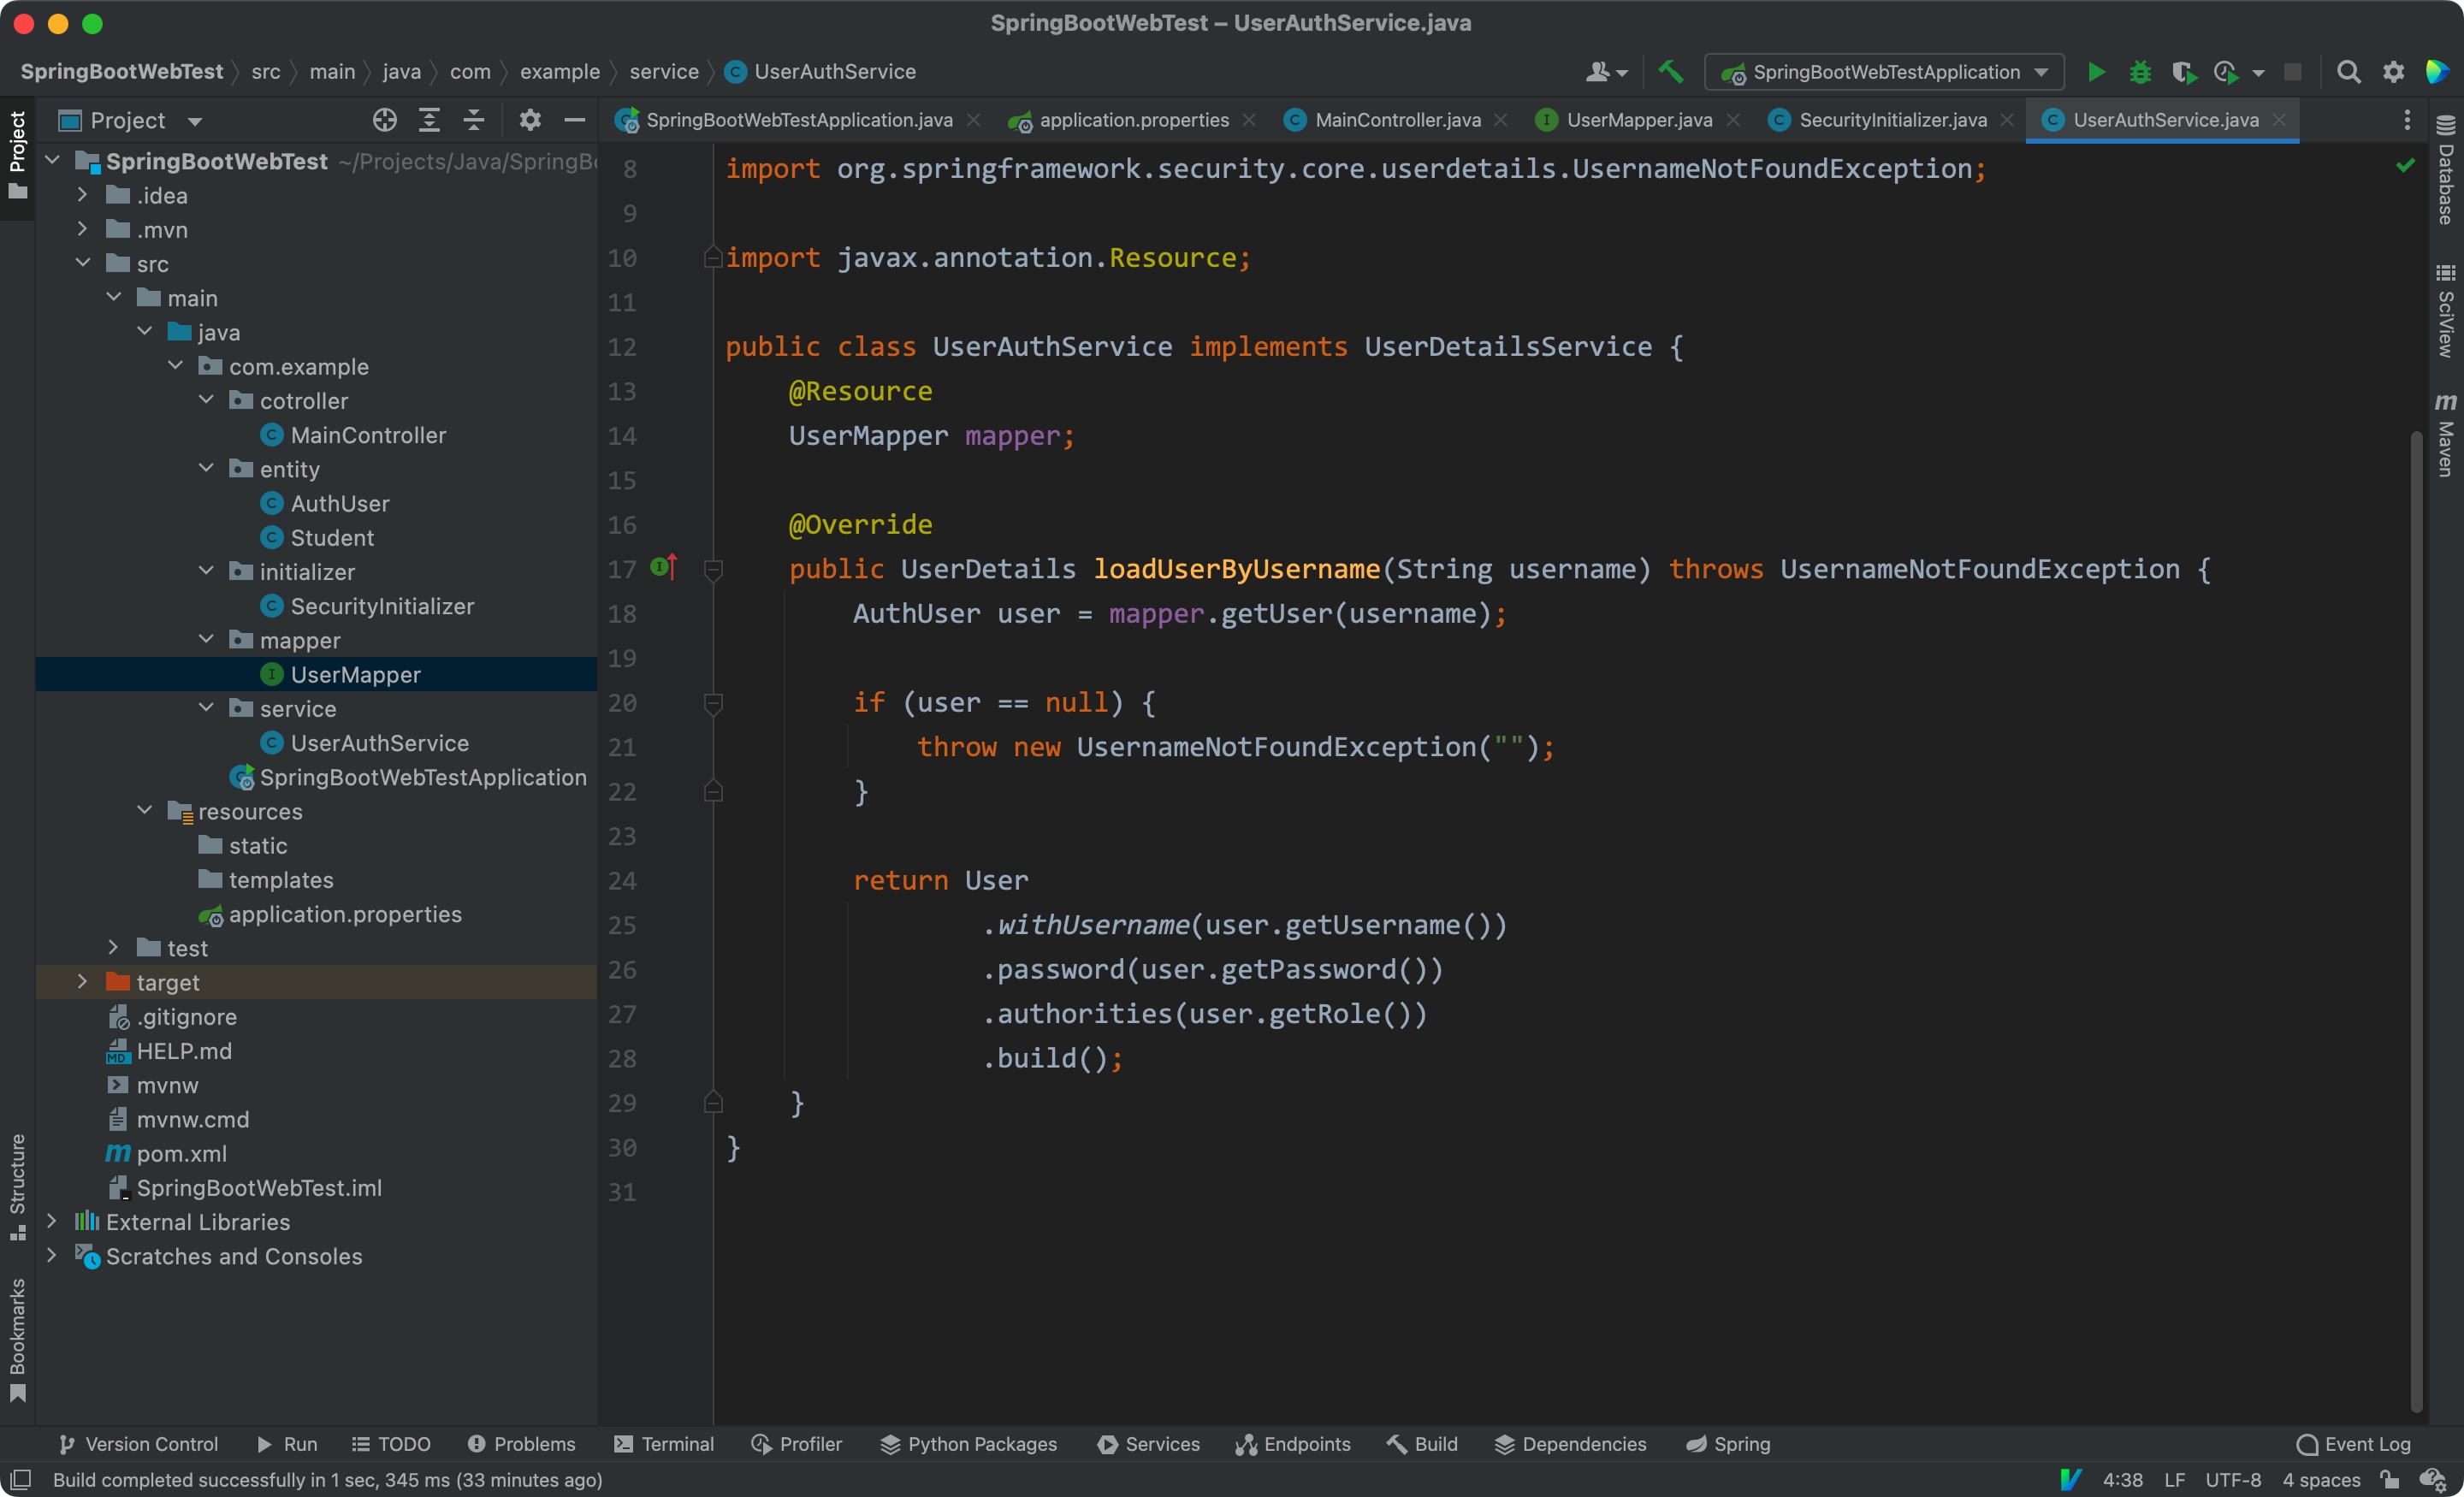 SpringBootWebTest – UserAuthService.java
SpringBootWebTest src main java com example service UserAuthService
SpringBootWebTestApplication
Project
SpringBootWebTestApplication.java application.properties MainController.java UserMapper.java SecurityInitializer.java UserAuthService.java
Project
Structure
Bookmarks
SpringBootWebTest ~/Projects/Java/SpringB
.idea
.mvn
src
main
java
com.example
cotroller
MainController
entity
AuthUser
Student
initializer
SecurityInitializer
mapper
UserMapper
service
UserAuthService
SpringBootWebTestApplication
resources
static
templates
application.properties
test
target
.gitignore
HELP.md
mvnw
mvnw.cmd
pom.xml
SpringBootWebTest.iml
External Libraries
Scratches and Consoles
8 import org.springframework.security.core.userdetails.UsernameNotFoundException;
9
10 import javax.annotation.Resource;
11
12 public class UserAuthService implements UserDetailsService {
13 @Resource
14 UserMapper mapper;
15
16 @Override
17 public UserDetails loadUserByUsername(String username) throws UsernameNotFoundException {
18 AuthUser user = mapper.getUser(username);
19
20 if (user == null) {
21 throw new UsernameNotFoundException("");
22 }
23
24 return User
25 .withUsername(user.getUsername())
26 .password(user.getPassword())
27 .authorities(user.getRole())
28 .build();
29 }
30 }
31
Database
SciView
Maven
Version Control Run TODO Problems Terminal Profiler Python Packages Services Endpoints Build Dependencies Spring Event Log
Build completed successfully in 1 sec, 345 ms (33 minutes ago) 4:38 LF UTF-8 4 spaces